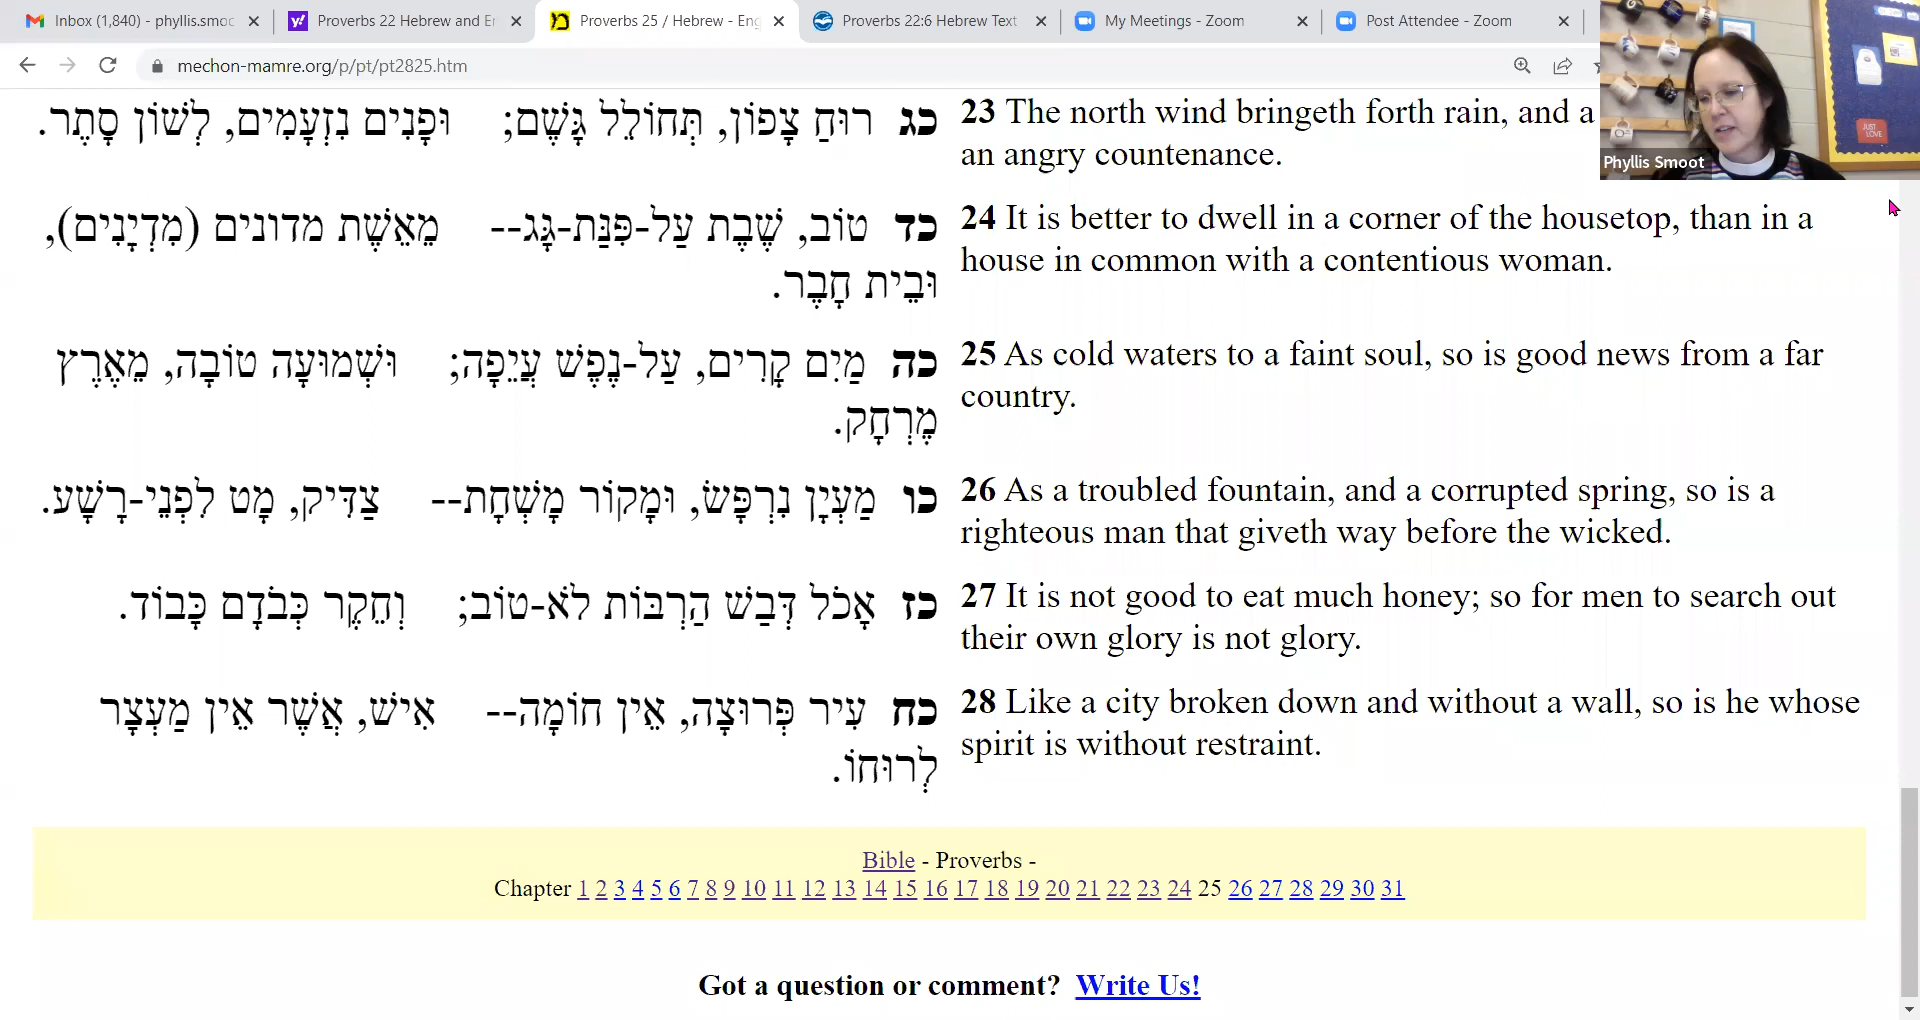 Inbox (1,840) - phyllis.smoc
Proverbs 22 Hebrew and Er
Proverbs 25 / Hebrew - Eng
Proverbs 22:6 Hebrew Text
My Meetings - Zoom
Post Attendee - Zoom
mechon-mamre.org/p/pt/pt2825.htm
Phyllis Smoot
JUST LOVE
כג רוּחַ צָפוֹן, תְּחוֹלֵל גָּשֶׁם; וּפָנִים נִזְעָמִים, לְשׁוֹן סָתֶר.
23 The north wind bringeth forth rain, and a
an angry countenance.
כד טוֹב, שֶׁבֶת עַל-פִּנַּת-גָּג-- מֵאֵשֶׁת מדונים (מִדְיָנִים),
וּבֵית חָבֶר.
24 It is better to dwell in a corner of the housetop, than in a
house in common with a contentious woman.
כה מַיִם קָרִים, עַל-נֶפֶשׁ עֲיֵפָה; וּשְׁמוּעָה טוֹבָה, מֵאֶרֶץ
מֶרְחָק.
25 As cold waters to a faint soul, so is good news from a far
country.
כו מַעְיָן נִרְפָּשׂ, וּמָקוֹר מָשְׁחָת-- צַדִּיק, מָט לִפְנֵי-רָשָׁע.
26 As a troubled fountain, and a corrupted spring, so is a
righteous man that giveth way before the wicked.
כז אָכֹל דְּבַשׁ הַרְבּוֹת לֹא-טוֹב; וְחֵקֶר כְּבֹדָם כָּבוֹד.
27 It is not good to eat much honey; so for men to search out
their own glory is not glory.
כח עִיר פְּרוּצָה, אֵין חוֹמָה-- אִישׁ, אֲשֶׁר אֵין מַעְצָר
לְרוּחוֹ.
28 Like a city broken down and without a wall, so is he whose
spirit is without restraint.
Bible - Proverbs -
Chapter 1 2 3 4 5 6 7 8 9 10 11 12 13 14 15 16 17 18 19 20 21 22 23 24 25 26 27 28 29 30 31
Got a question or comment? Write Us!